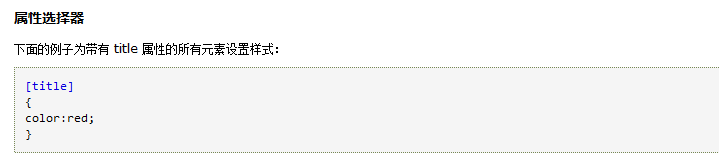 属性选择器
下面的例子为带有 title 属性的所有元素设置样式:
[title]
{
color:red;
}